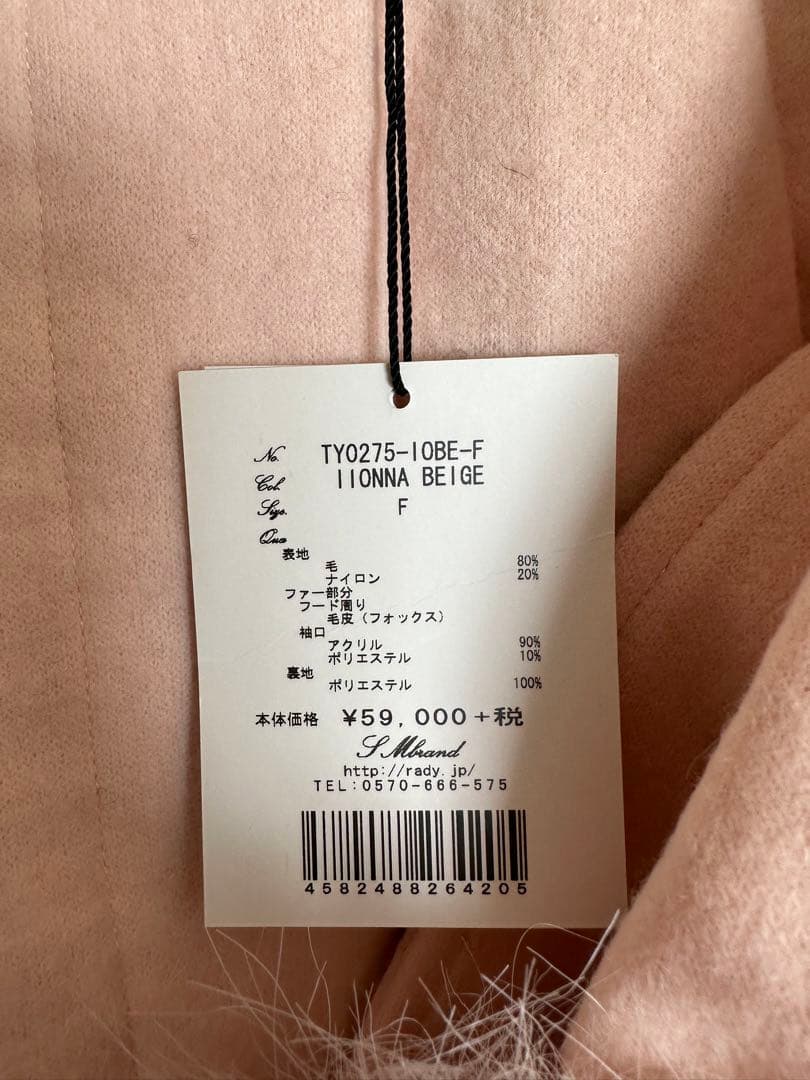 No. TY0275-IOBE-F
Col. IIONNA BEIGE
Size. F
Qua
表地
毛 80%
ナイロン 20%
ファー部分
フード周り
毛皮(フォックス)
袖口
アクリル 90%
ポリエステル 10%
裏地
ポリエステル 100%
本体価格 ¥59,000+税
S Mbrand
http://rady.jp/
TEL:0570-666-575
4582488264205